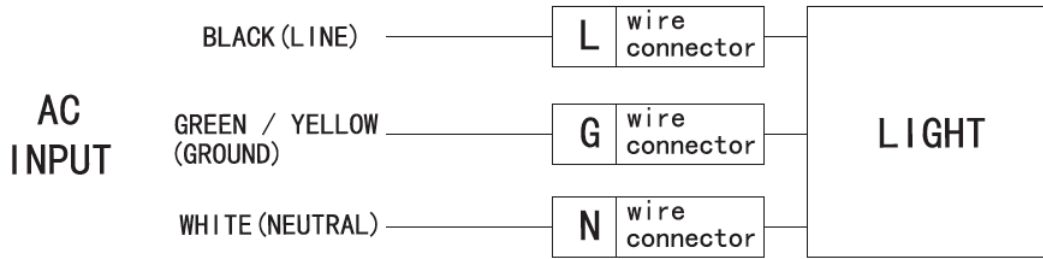 AC
INPUT
BLACK(LINE)
L
wire
connector
GREEN / YELLOW
(GROUND)
G
wire
connector
WHITE(NEUTRAL)
N
wire
connector
LIGHT